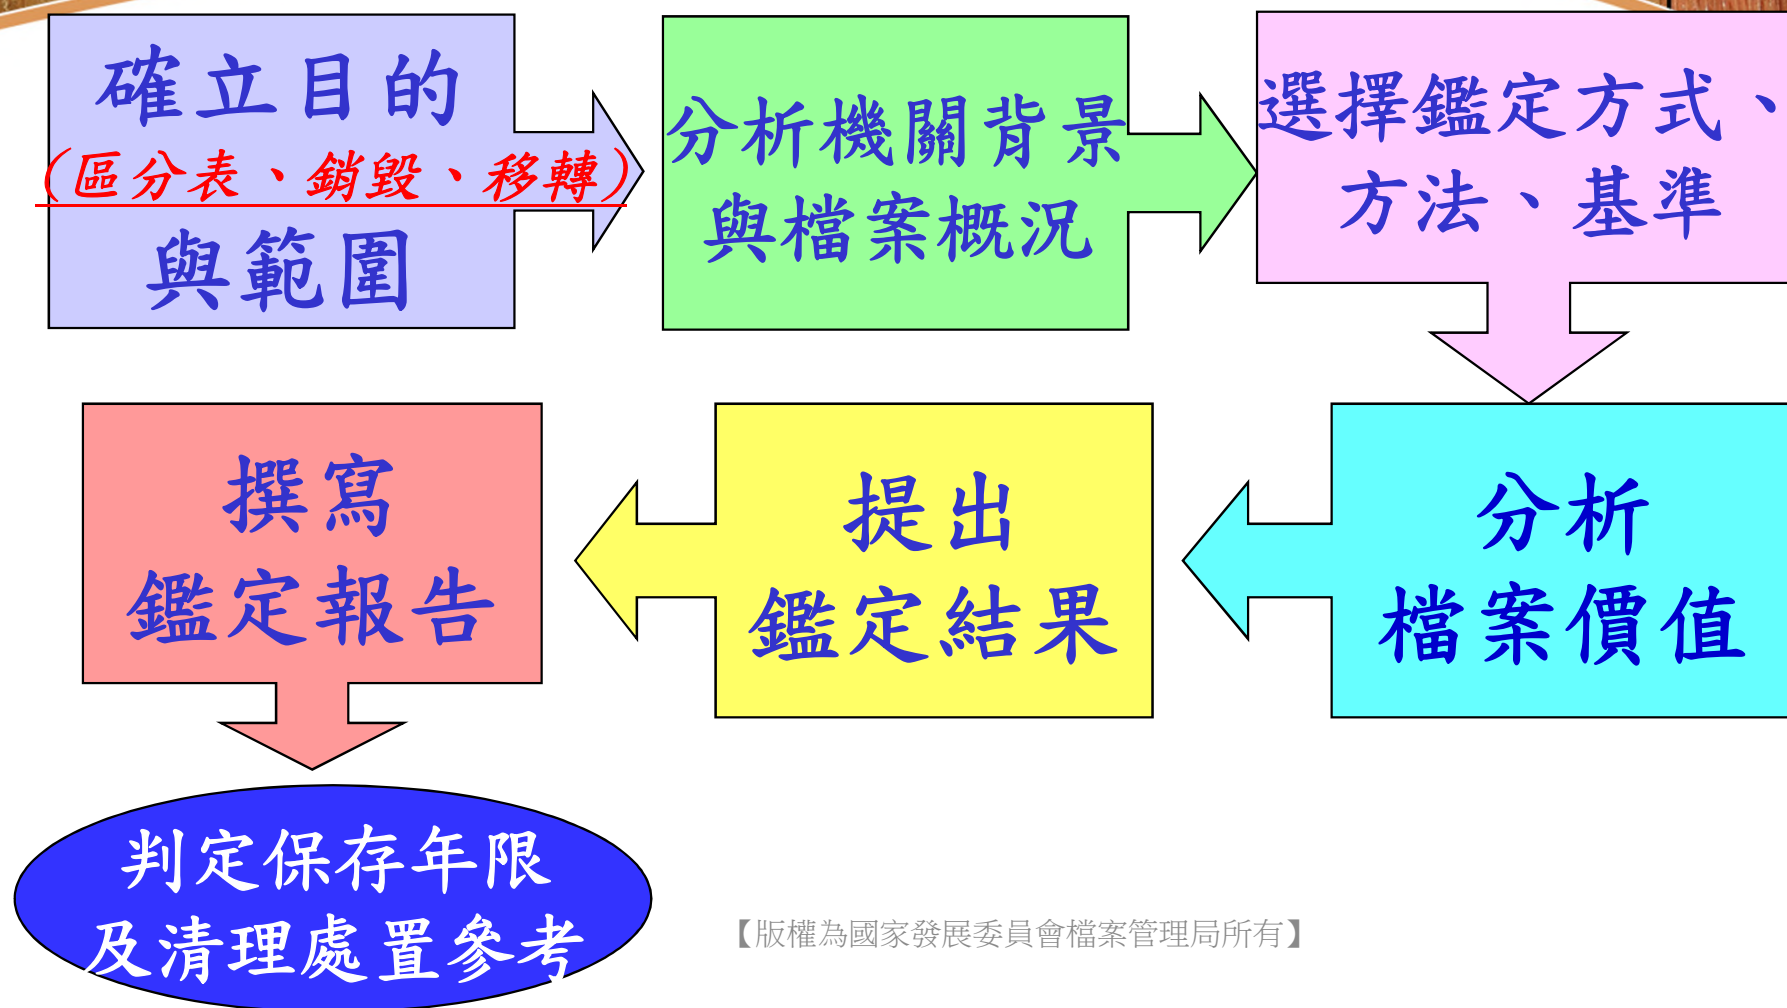 確立目的
（區分表、銷毀、移轉）
與範圍
分析機關背景
與檔案概況
選擇鑑定方式、
方法、基準
分析
檔案價值
提出
鑑定結果
撰寫
鑑定報告
判定保存年限
及清理處置參考
【版權為國家發展委員會檔案管理局所有】